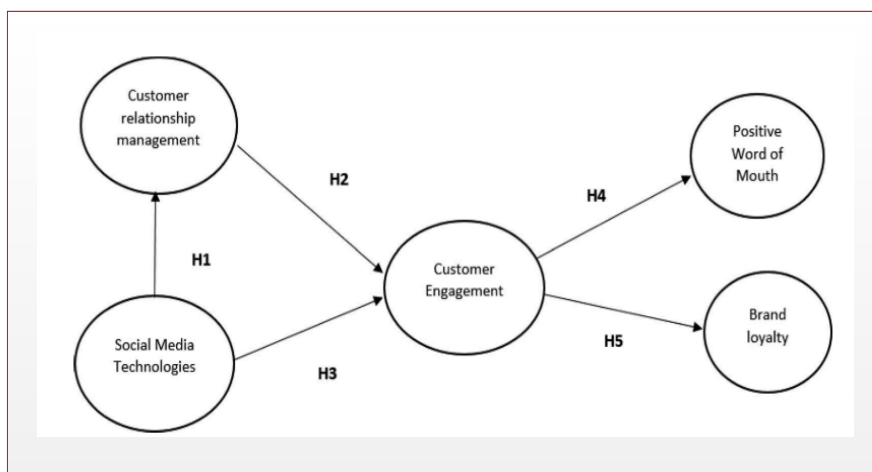 Customer
relationship
management
H1
Social Media
Technologies
H2
H3
Customer
Engagement
H4
H5
Positive
Word of
Mouth
Brand
loyalty